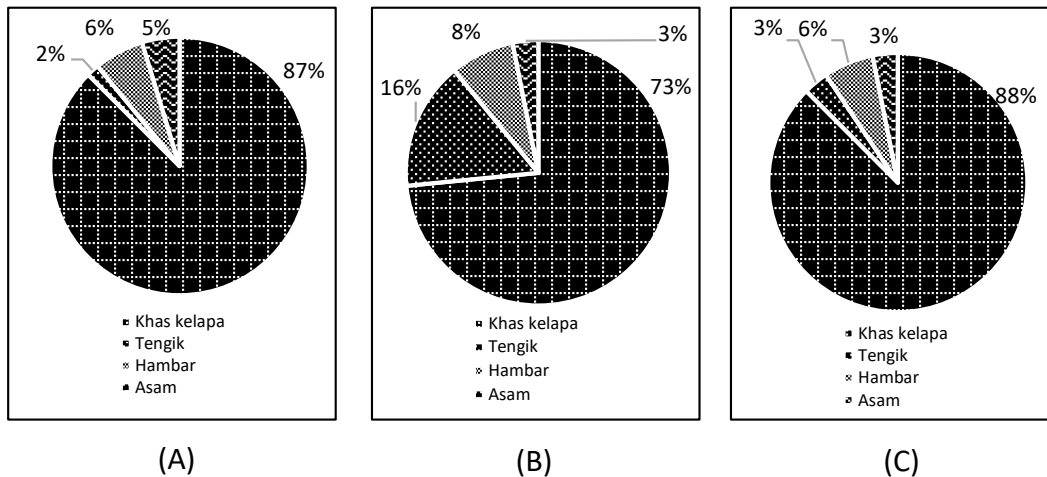 6% 5%
2%
87%
Khas kelapa
Tengik
Hambar
Asam
(A)
8%
3%
16%
73%
Khas kelapa
Tengik
Hambar
Asam
(B)
3% 6% 3%
88%
Khas kelapa
Tengik
Hambar
Asam
(C)